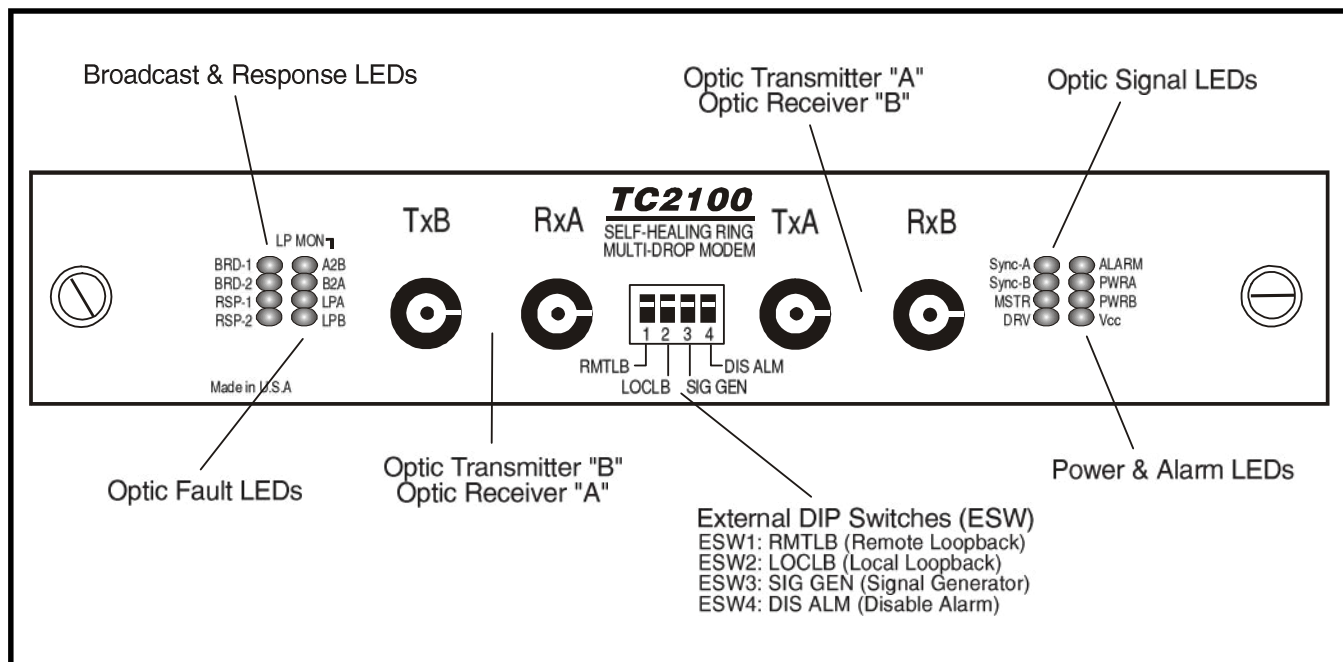 Broadcast & Response LEDs
Optic Transmitter "A"
Optic Receiver "B"
Optic Signal LEDs
TC2100
SELF-HEALING RING
MULTI-DROP MODEM
TxB
RxA
TxA
RxB
LP MON
BRD-1
A2B
BRD-2
B2A
RSP-1
LPA
RSP-2
LPB
Sync-A
ALARM
Sync-B
PWRA
MSTR
PWRB
DRV
Vcc
1 2 3 4
RMTLB
DIS ALM
LOCLB
SIG GEN
Made in U.S.A
Optic Fault LEDs
Optic Transmitter "B"
Optic Receiver "A"
Power & Alarm LEDs
External DIP Switches (ESW)
ESW1: RMTLB (Remote Loopback)
ESW2: LOCLB (Local Loopback)
ESW3: SIG GEN (Signal Generator)
ESW4: DIS ALM (Disable Alarm)